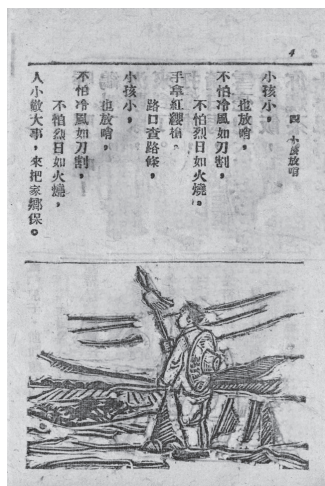 4
四　小孩放哨
小孩小，
也放哨，
不怕冷風如刀割，
不怕烈日如火燒。
手拿紅纓槍，
路口查路條，
小孩小，
也放哨，
不怕冷風如刀割，
不怕烈日如火燒，
人小做大事，來把家鄉保。